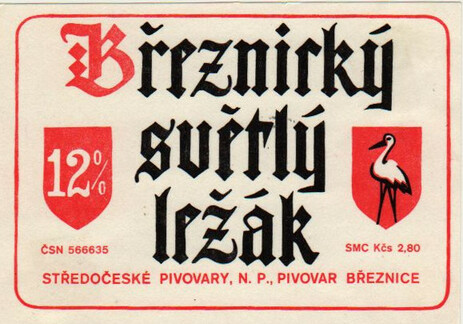 Březnický
světlý
ležák
12%
ČSN 566635
SMC Kčs 2,80
STŘEDOČESKÉ PIVOVARY, N. P., PIVOVAR BŘEZNICE